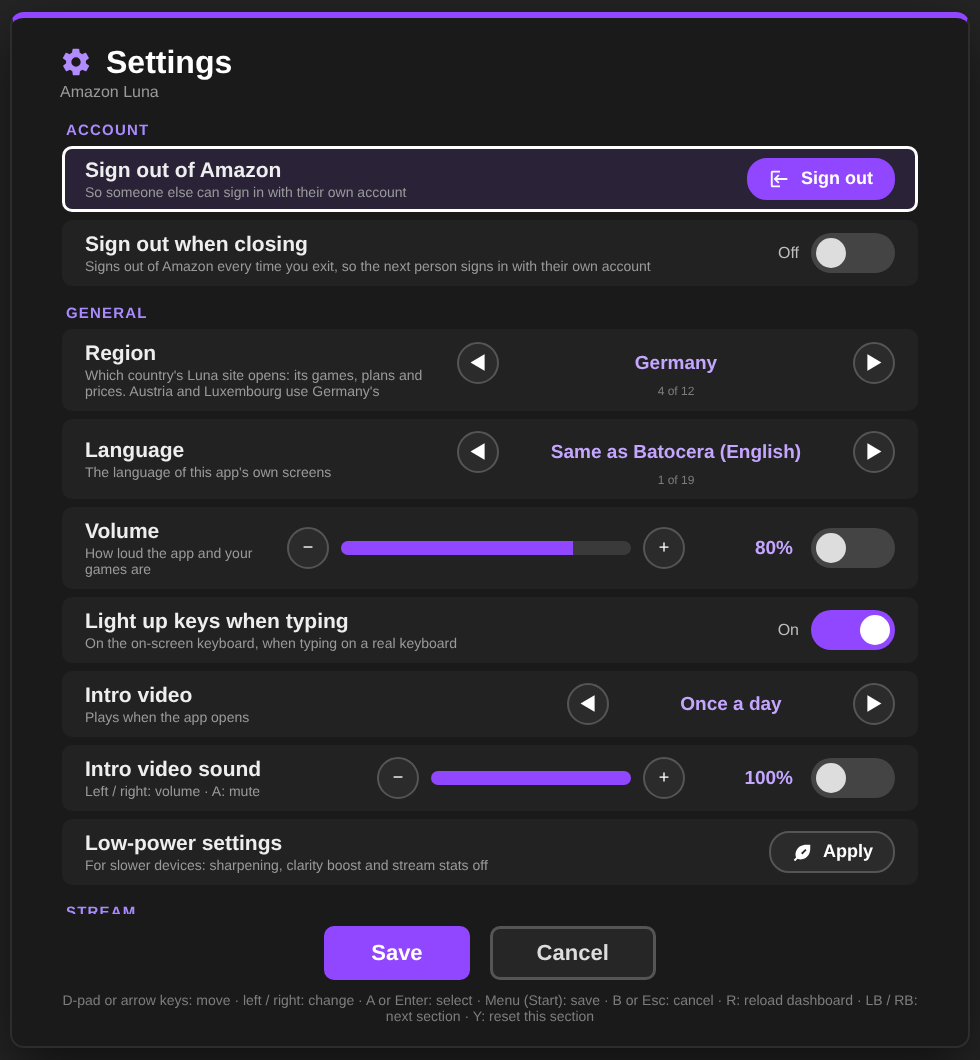 Settings
Amazon Luna
ACCOUNT
Sign out of Amazon
So someone else can sign in with their own account
Sign out
Sign out when closing
Signs out of Amazon every time you exit, so the next person signs in with their own account
Off
GENERAL
Region
Which country's Luna site opens: its games, plans and
prices. Austria and Luxembourg use Germany's
Germany
4 of 12
Language
The language of this app's own screens
Same as Batocera (English)
1 of 19
Volume
How loud the app and your
games are
−
+
80%
Light up keys when typing
On the on-screen keyboard, when typing on a real keyboard
On
Intro video
Plays when the app opens
Once a day
Intro video sound
Left / right: volume · A: mute
−
+
100%
Low-power settings
For slower devices: sharpening, clarity boost and stream stats off
Apply
STREAM
Save
Cancel
D-pad or arrow keys: move · left / right: change · A or Enter: select · Menu (Start): save · B or Esc: cancel · R: reload dashboard · LB / RB:
next section · Y: reset this section